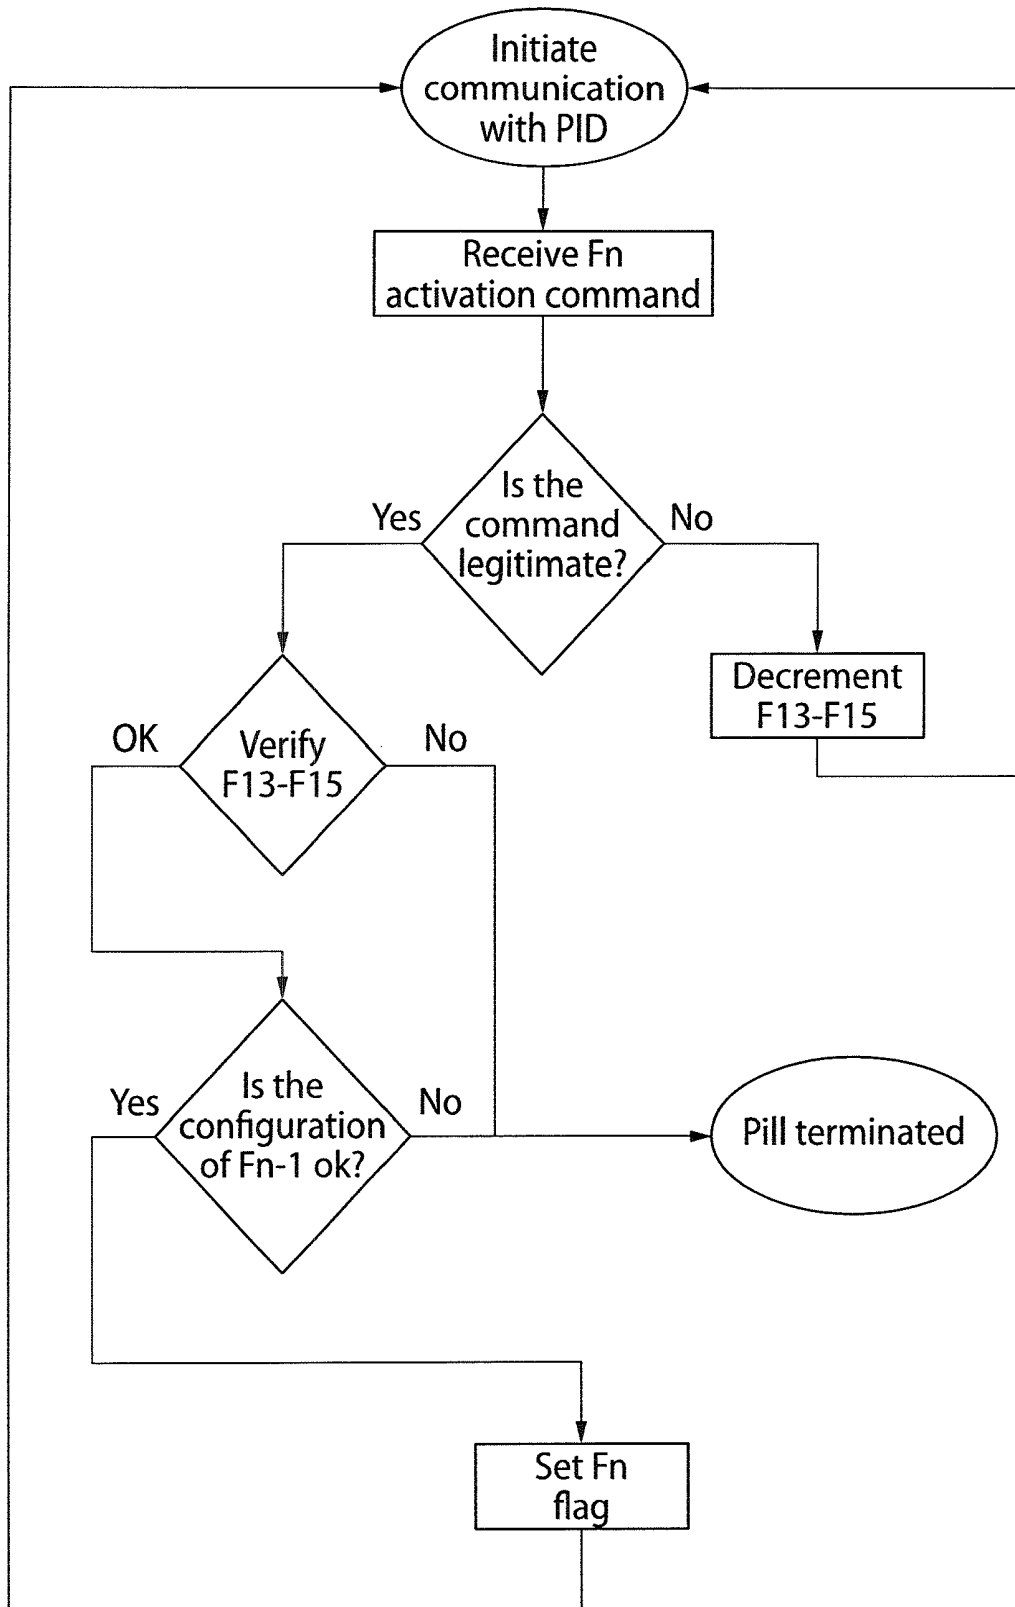 Initiate
communication
with PID
Receive Fn
activation command
Is the
command
legitimate?
Yes
No
Decrement
F13-F15
Verify
F13-F15
OK
No
Is the
configuration
of Fn-1 ok?
Yes
No
Pill terminated
Set Fn
flag